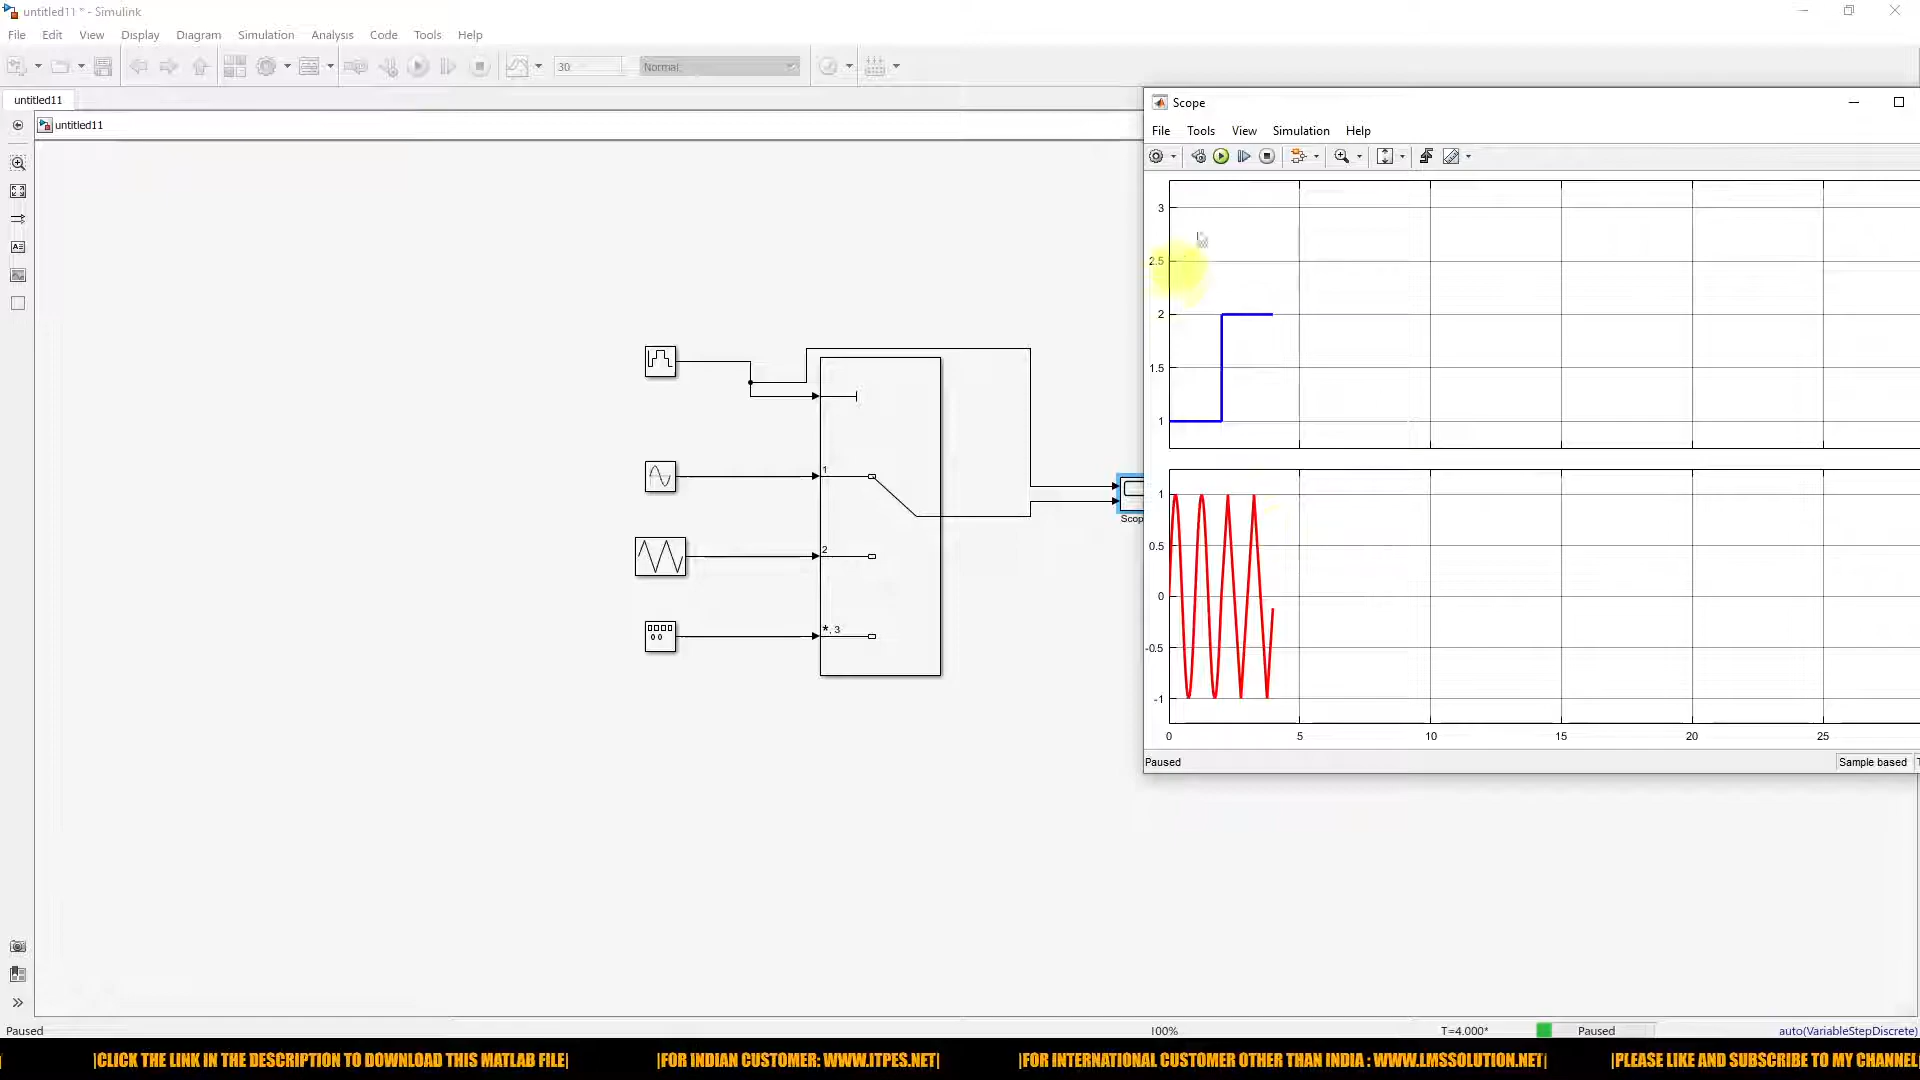 untitled11 * - Simulink
File Edit View Display Diagram Simulation Analysis Code Tools Help
30 Normal
untitled11
untitled11
Scope
File Tools View Simulation Help
3
2.5
2
1.5
1
1
2
*, 3
Scop
1
0.5
0
-0.5
-1
0 5 10 15 20 25
Paused Sample based T
Paused 100% T=4.000* Paused auto(VariableStepDiscrete)
|CLICK THE LINK IN THE DESCRIPTION TO DOWNLOAD THIS MATLAB FILE| |FOR INDIAN CUSTOMER: WWW.ITPES.NET| |FOR INTERNATIONAL CUSTOMER OTHER THAN INDIA : WWW.LMSSOLUTION.NET| |PLEASE LIKE AND SUBSCRIBE TO MY CHANNEL|